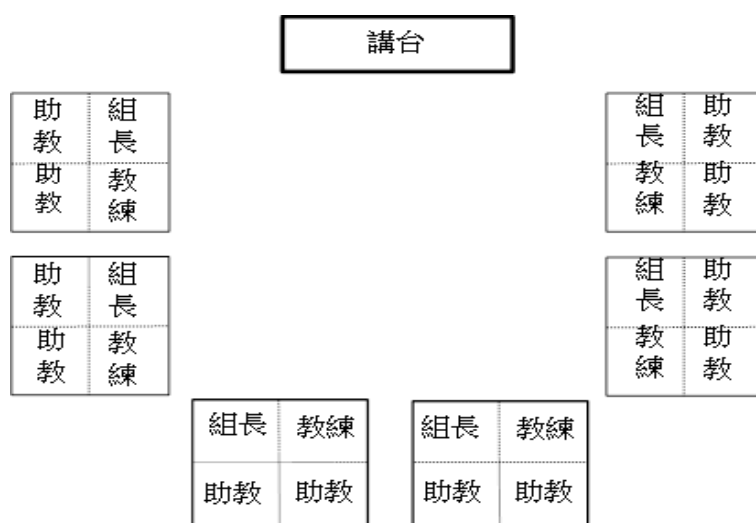 講台
助教 組長 組長 助教
助教 教練 教練 助教
助教 組長 組長 助教
助教 教練 教練 助教
組長 教練 組長 教練
助教 助教 助教 助教